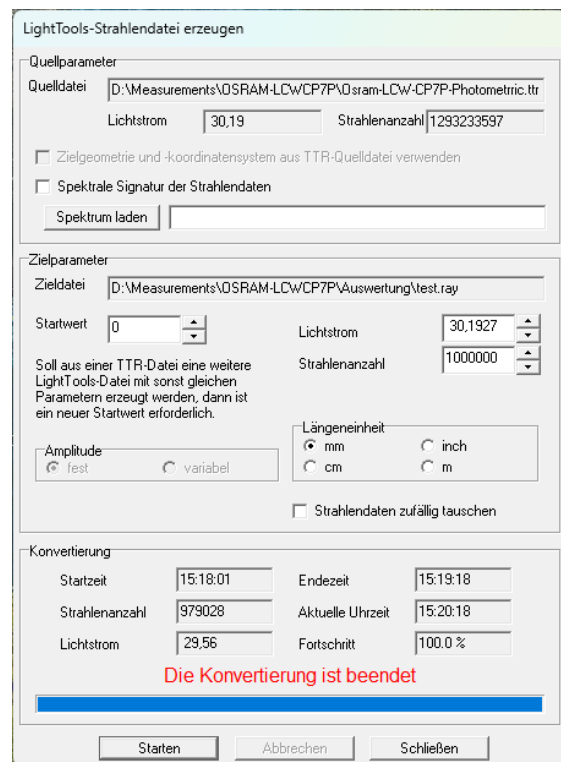 LightTools-Strahlendatei erzeugen
Quellparameter
Quelldatei D:\Measurements\OSRAM-LCWCP7P\Osram-LCW-CP7P-Photometrric.ttr
Lichtstrom 30,19 Strahlenanzahl 1293233597
Zielgeometrie und -koordinatensystem aus TTR-Quelldatei verwenden
Spektrale Signatur der Strahlendaten
Spektrum laden
Zielparameter
Zieldatei D:\Measurements\OSRAM-LCWCP7P\Auswertung\test.ray
Startwert 0 Lichtstrom 30,1927
Strahlenanzahl 1000000
Soll aus einer TTR-Datei eine weitere
LightTools-Datei mit sonst gleichen
Parametern erzeugt werden, dann ist
ein neuer Startwert erforderlich.
Längeneinheit
mm inch
cm m
Amplitude
fest variabel
Strahlendaten zufällig tauschen
Konvertierung
Startzeit 15:18:01 Endezeit 15:19:18
Strahlenanzahl 979028 Aktuelle Uhrzeit 15:20:18
Lichtstrom 29,56 Fortschritt 100.0 %
Die Konvertierung ist beendet
Starten Abbrechen Schließen